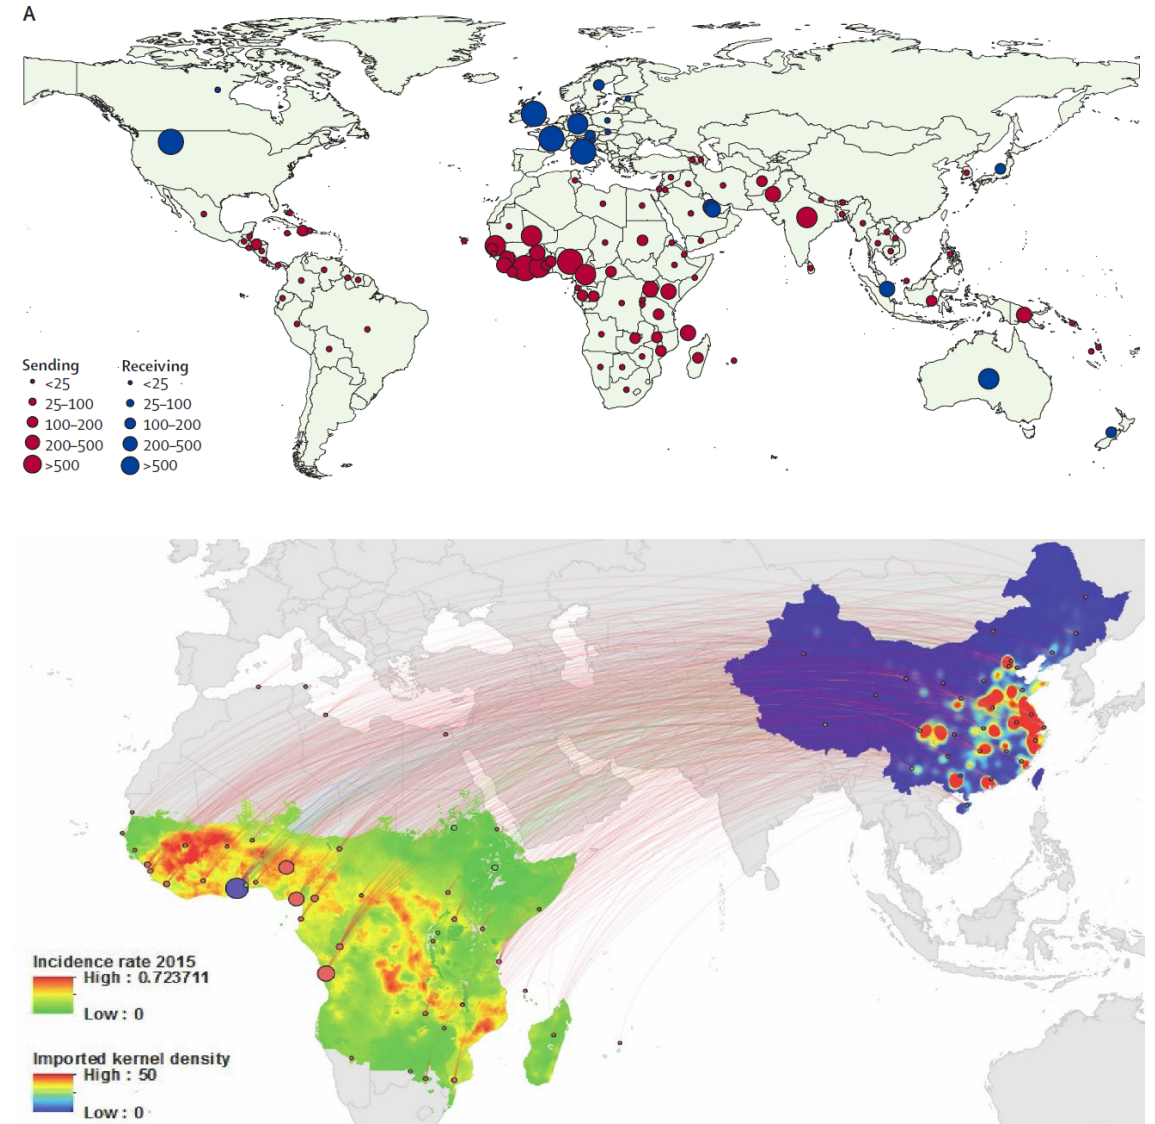 A
Sending Receiving
<25 <25
25–100 25–100
100–200 100–200
200–500 200–500
>500 >500
Incidence rate 2015
High : 0.723711
Low : 0
Imported kernel density
High : 50
Low : 0